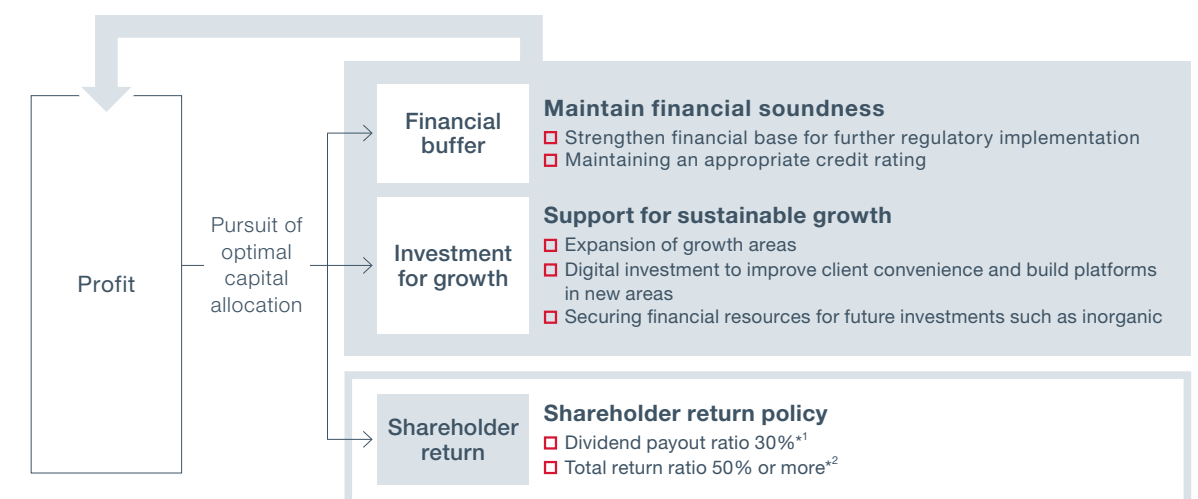 Profit
Pursuit of
optimal
capital
allocation
Financial
buffer
Maintain financial soundness
Strengthen financial base for further regulatory implementation
Maintaining an appropriate credit rating
Investment
for growth
Support for sustainable growth
Expansion of growth areas
Digital investment to improve client convenience and build platforms
in new areas
Securing financial resources for future investments such as inorganic
Shareholder
return
Shareholder return policy
Dividend payout ratio 30%*1
Total return ratio 50% or more*2